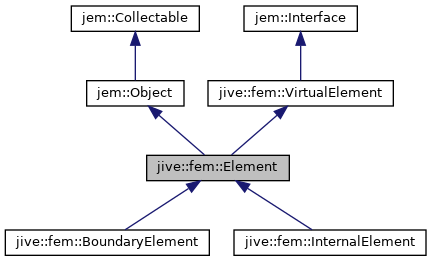 jem::Collectable
jem::Interface
jem::Object
jive::fem::VirtualElement
jive::fem::Element
jive::fem::BoundaryElement
jive::fem::InternalElement